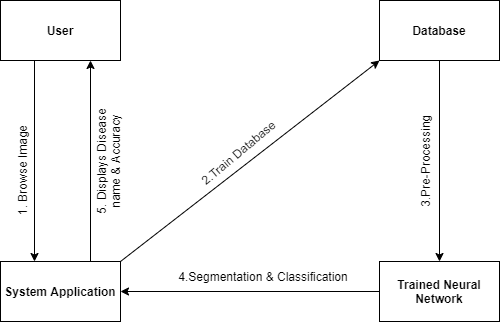 User
Database
1. Browse Image
5. Displays Disease
name & Accuracy
2.Train Database
3.Pre-Processing
4.Segmentation & Classification
System Application
Trained Neural
Network